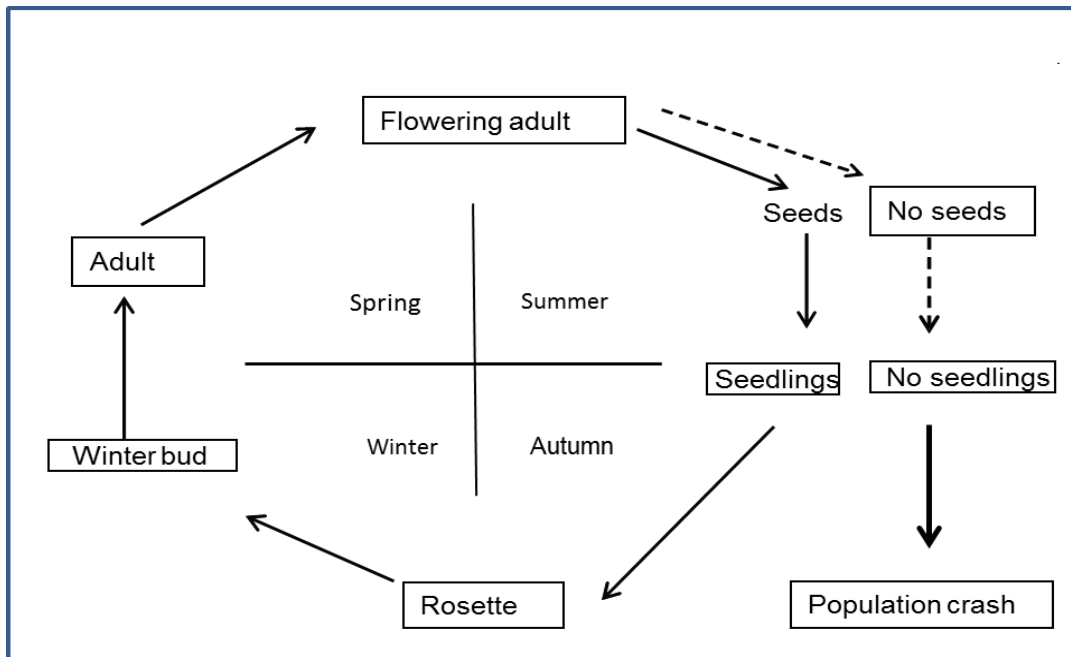 Flowering adult
Seeds
No seeds
Adult
Spring
Summer
Seedlings
No seedlings
Winter
Autumn
Winter bud
Rosette
Population crash